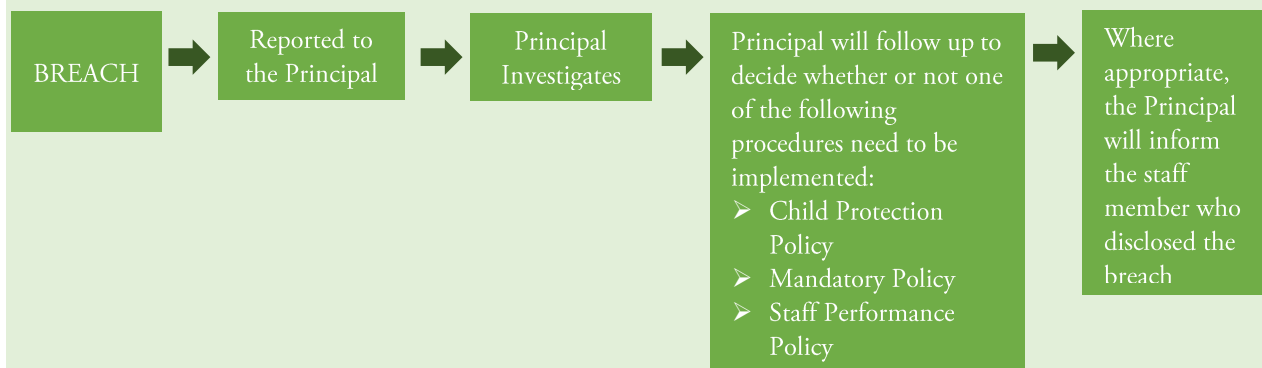 BREACH
Reported to
the Principal
Principal
Investigates
Principal will follow up to
decide whether or not one
of the following
procedures need to be
implemented:
➢ Child Protection
Policy
➢ Mandatory Policy
➢ Staff Performance
Policy
Where
appropriate,
the Principal
will inform
the staff
member who
disclosed the
breach